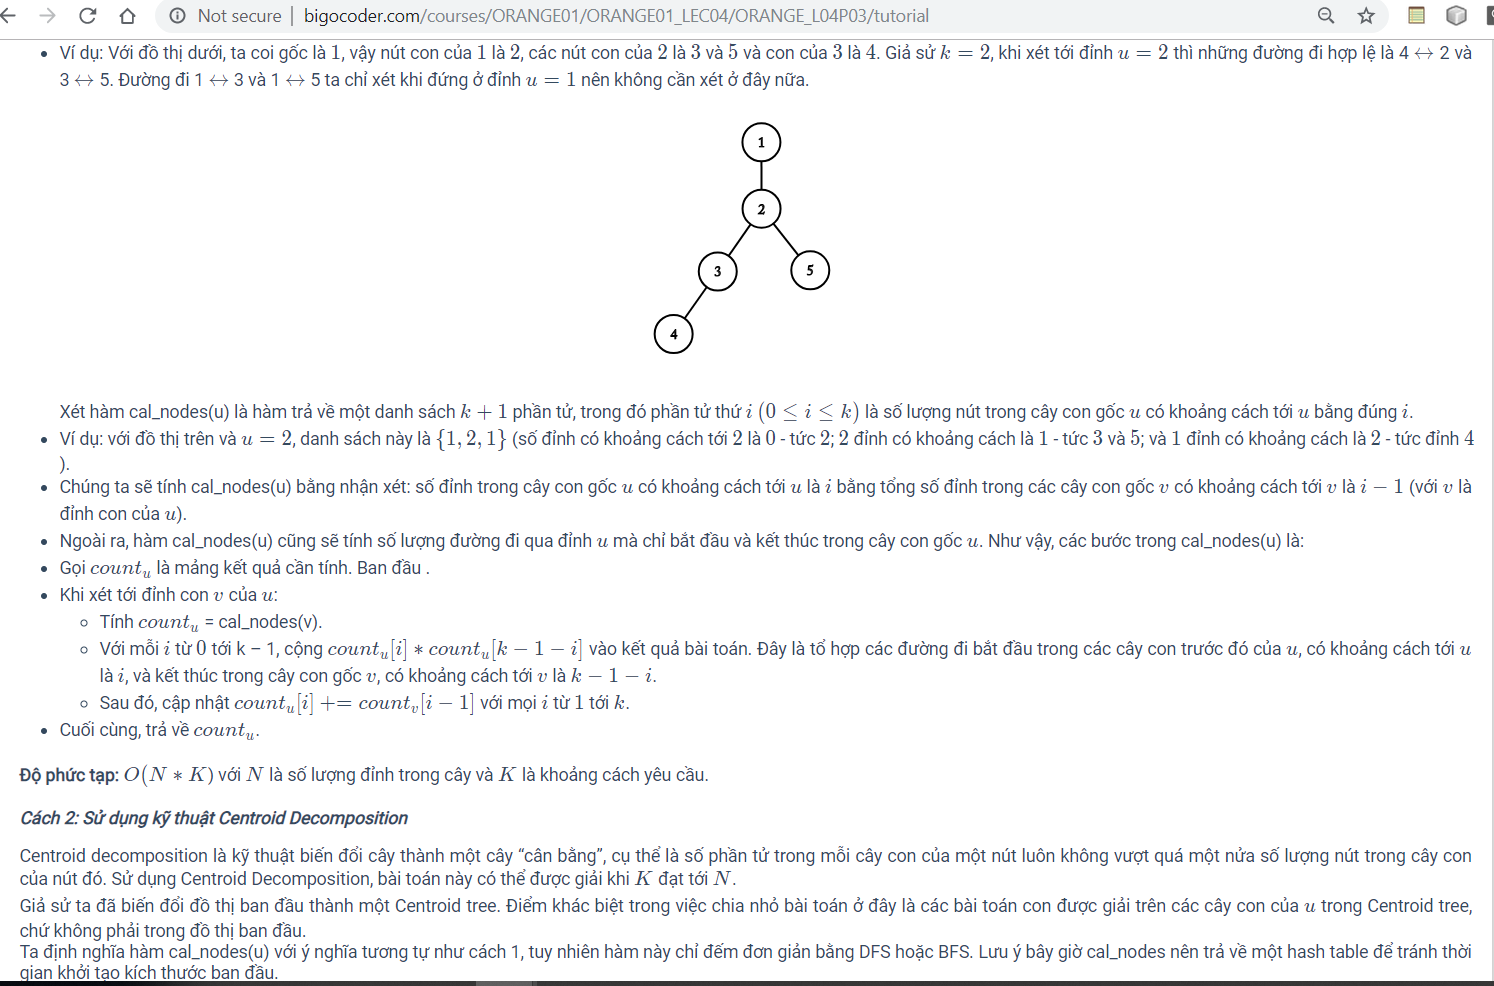 Not secure | bigocoder.com/courses/ORANGE01/ORANGE01_LEC04/ORANGE_L04P03/tutorial
• Ví dụ: Với đồ thị dưới, ta coi gốc là 1, vậy nút con của 1 là 2, các nút con của 2 là 3 và 5 và con của 3 là 4. Giả sử k = 2, khi xét tới đỉnh u = 2 thì những đường đi hợp lệ là 4 ↔ 2 và
3 ↔ 5. Đường đi 1 ↔ 3 và 1 ↔ 5 ta chỉ xét khi đứng ở đỉnh u = 1 nên không cần xét ở đây nữa.
1
2
3 5
4
Xét hàm cal_nodes(u) là hàm trả về một danh sách k + 1 phần tử, trong đó phần tử thứ i (0 ≤ i ≤ k) là số lượng nút trong cây con gốc u có khoảng cách tới u bằng đúng i.
• Ví dụ: với đồ thị trên và u = 2, danh sách này là {1, 2, 1} (số đỉnh có khoảng cách tới 2 là 0 - tức 2; 2 đỉnh có khoảng cách là 1 - tức 3 và 5; và 1 đỉnh có khoảng cách là 2 - tức đỉnh 4
).
• Chúng ta sẽ tính cal_nodes(u) bằng nhận xét: số đỉnh trong cây con gốc u có khoảng cách tới u là i bằng tổng số đỉnh trong các cây con gốc v có khoảng cách tới v là i − 1 (với v là
đỉnh con của u).
• Ngoài ra, hàm cal_nodes(u) cũng sẽ tính số lượng đường đi qua đỉnh u mà chỉ bắt đầu và kết thúc trong cây con gốc u. Như vậy, các bước trong cal_nodes(u) là:
• Gọi count_u là mảng kết quả cần tính. Ban đầu .
• Khi xét tới đỉnh con v của u:
○ Tính count_u = cal_nodes(v).
○ Với mỗi i từ 0 tới k – 1, cộng count_u[i] * count_u[k − 1 − i] vào kết quả bài toán. Đây là tổ hợp các đường đi bắt đầu trong các cây con trước đó của u, có khoảng cách tới u
là i, và kết thúc trong cây con gốc v, có khoảng cách tới v là k − 1 − i.
○ Sau đó, cập nhật count_u[i] += count_v[i − 1] với mọi i từ 1 tới k.
• Cuối cùng, trả về count_u.
Độ phức tạp: O(N * K) với N là số lượng đỉnh trong cây và K là khoảng cách yêu cầu.
Cách 2: Sử dụng kỹ thuật Centroid Decomposition
Centroid decomposition là kỹ thuật biến đổi cây thành một cây “cân bằng”, cụ thể là số phần tử trong mỗi cây con của một nút luôn không vượt quá một nửa số lượng nút trong cây con
của nút đó. Sử dụng Centroid Decomposition, bài toán này có thể được giải khi K đạt tới N.
Giả sử ta đã biến đổi đồ thị ban đầu thành một Centroid tree. Điểm khác biệt trong việc chia nhỏ bài toán ở đây là các bài toán con được giải trên các cây con của u trong Centroid tree,
chứ không phải trong đồ thị ban đầu.
Ta định nghĩa hàm cal_nodes(u) với ý nghĩa tương tự như cách 1, tuy nhiên hàm này chỉ đếm đơn giản bằng DFS hoặc BFS. Lưu ý bây giờ cal_nodes nên trả về một hash table để tránh thời
gian khởi tạo kích thước ban đầu.